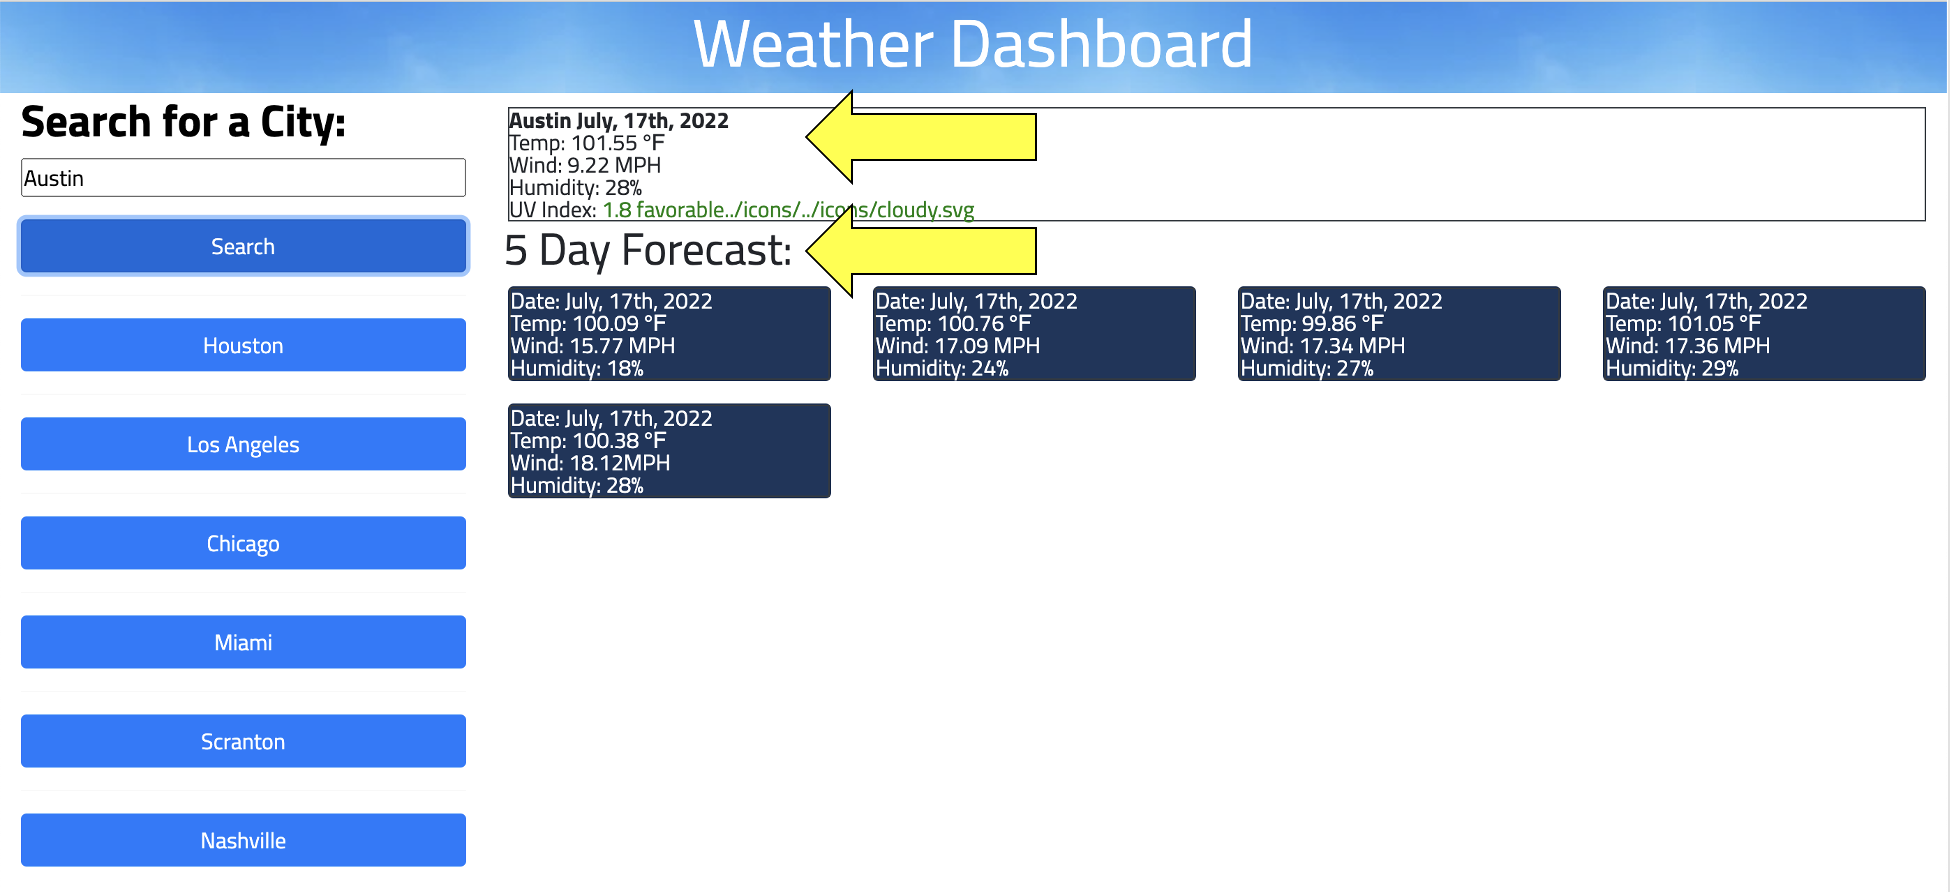 Weather Dashboard
Search for a City:
Austin
Search
Houston
Los Angeles
Chicago
Miami
Scranton
Nashville
Austin July, 17th, 2022
Temp: 101.55 °F
Wind: 9.22 MPH
Humidity: 28%
UV Index: 1.8 favorable../icons/../icons/cloudy.svg
5 Day Forecast:
Date: July, 17th, 2022
Temp: 100.09 °F
Wind: 15.77 MPH
Humidity: 18%
Date: July, 17th, 2022
Temp: 100.76 °F
Wind: 17.09 MPH
Humidity: 24%
Date: July, 17th, 2022
Temp: 99.86 °F
Wind: 17.34 MPH
Humidity: 27%
Date: July, 17th, 2022
Temp: 101.05 °F
Wind: 17.36 MPH
Humidity: 29%
Date: July, 17th, 2022
Temp: 100.38 °F
Wind: 18.12MPH
Humidity: 28%